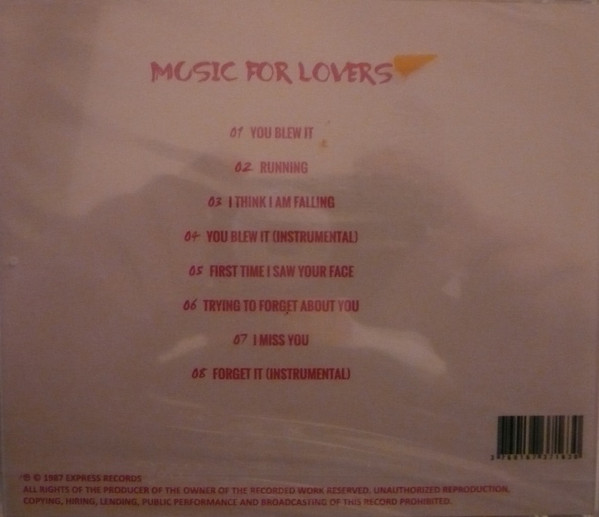 MUSIC FOR LOVERS
01 YOU BLEW IT
02 RUNNING
03 I THINK I AM FALLING
04 YOU BLEW IT (INSTRUMENTAL)
05 FIRST TIME I SAW YOUR FACE
06 TRYING TO FORGET ABOUT YOU
07 I MISS YOU
08 FORGET IT (INSTRUMENTAL)
℗ © 1987 EXPRESS RECORDS
ALL RIGHTS OF THE PRODUCER OF THE OWNER OF THE RECORDED WORK RESERVED. UNAUTHORIZED REPRODUCTION,
COPYING, HIRING, LENDING, PUBLIC PERFORMANCE AND BROADCASTING OF THIS RECORD PROHIBITED.